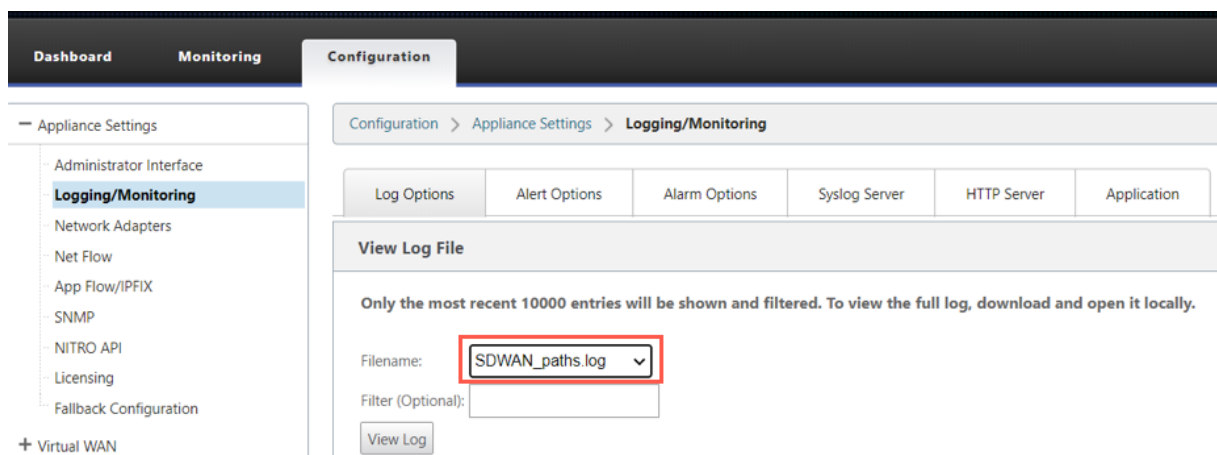 Dashboard Monitoring Configuration
Appliance Settings
Administrator Interface
Logging/Monitoring
Network Adapters
Net Flow
App Flow/IPFIX
SNMP
NITRO API
Licensing
Fallback Configuration
Virtual WAN
Configuration > Appliance Settings > Logging/Monitoring
Log Options Alert Options Alarm Options Syslog Server HTTP Server Application
View Log File
Only the most recent 10000 entries will be shown and filtered. To view the full log, download and open it locally.
Filename: SDWAN_paths.log
Filter (Optional):
View Log